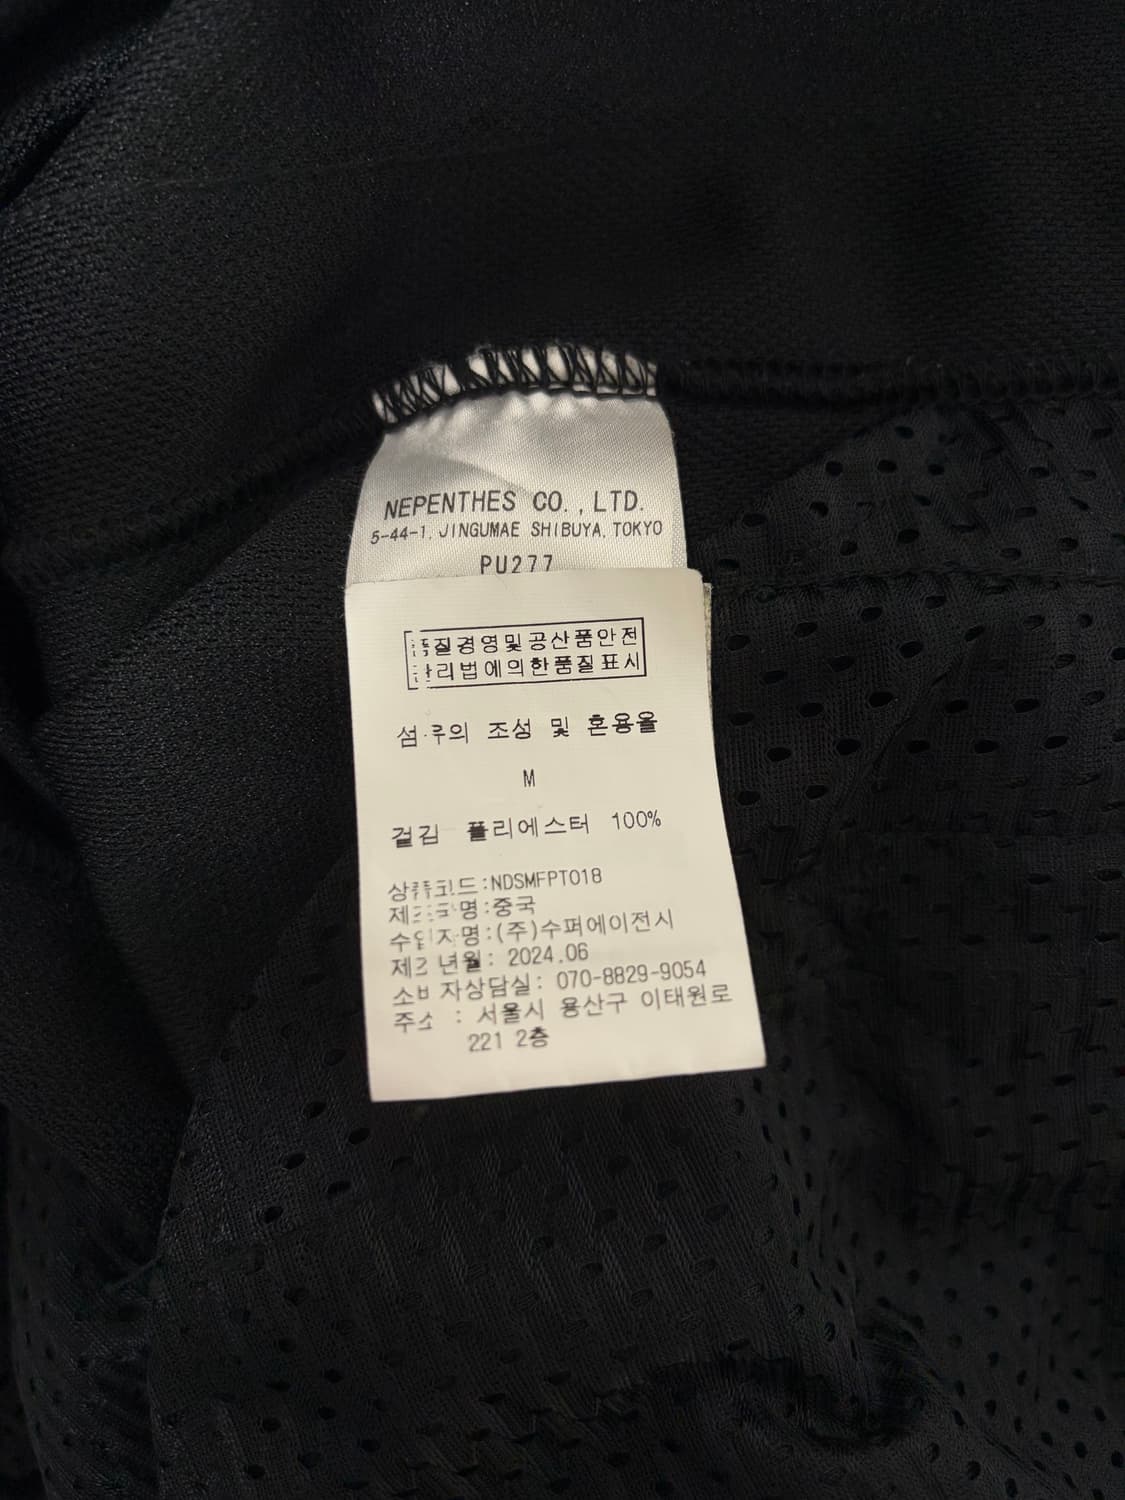 NEPENTHES CO.,LTD.
5-44-1, JINGUMAE SHIBUYA, TOKYO
PU277
품질경영및공산품안전
관리법에의한품질표시
섬유의 조성 및 혼용율
M
겉감 폴리에스터 100%
상품코드:NDSMFPT018
제조국명:중국
수입자명:(주)수퍼에이전시
제조년월: 2024.06
소비자상담실: 070-8829-9054
주소 : 서울시 용산구 이태원로
221 2층